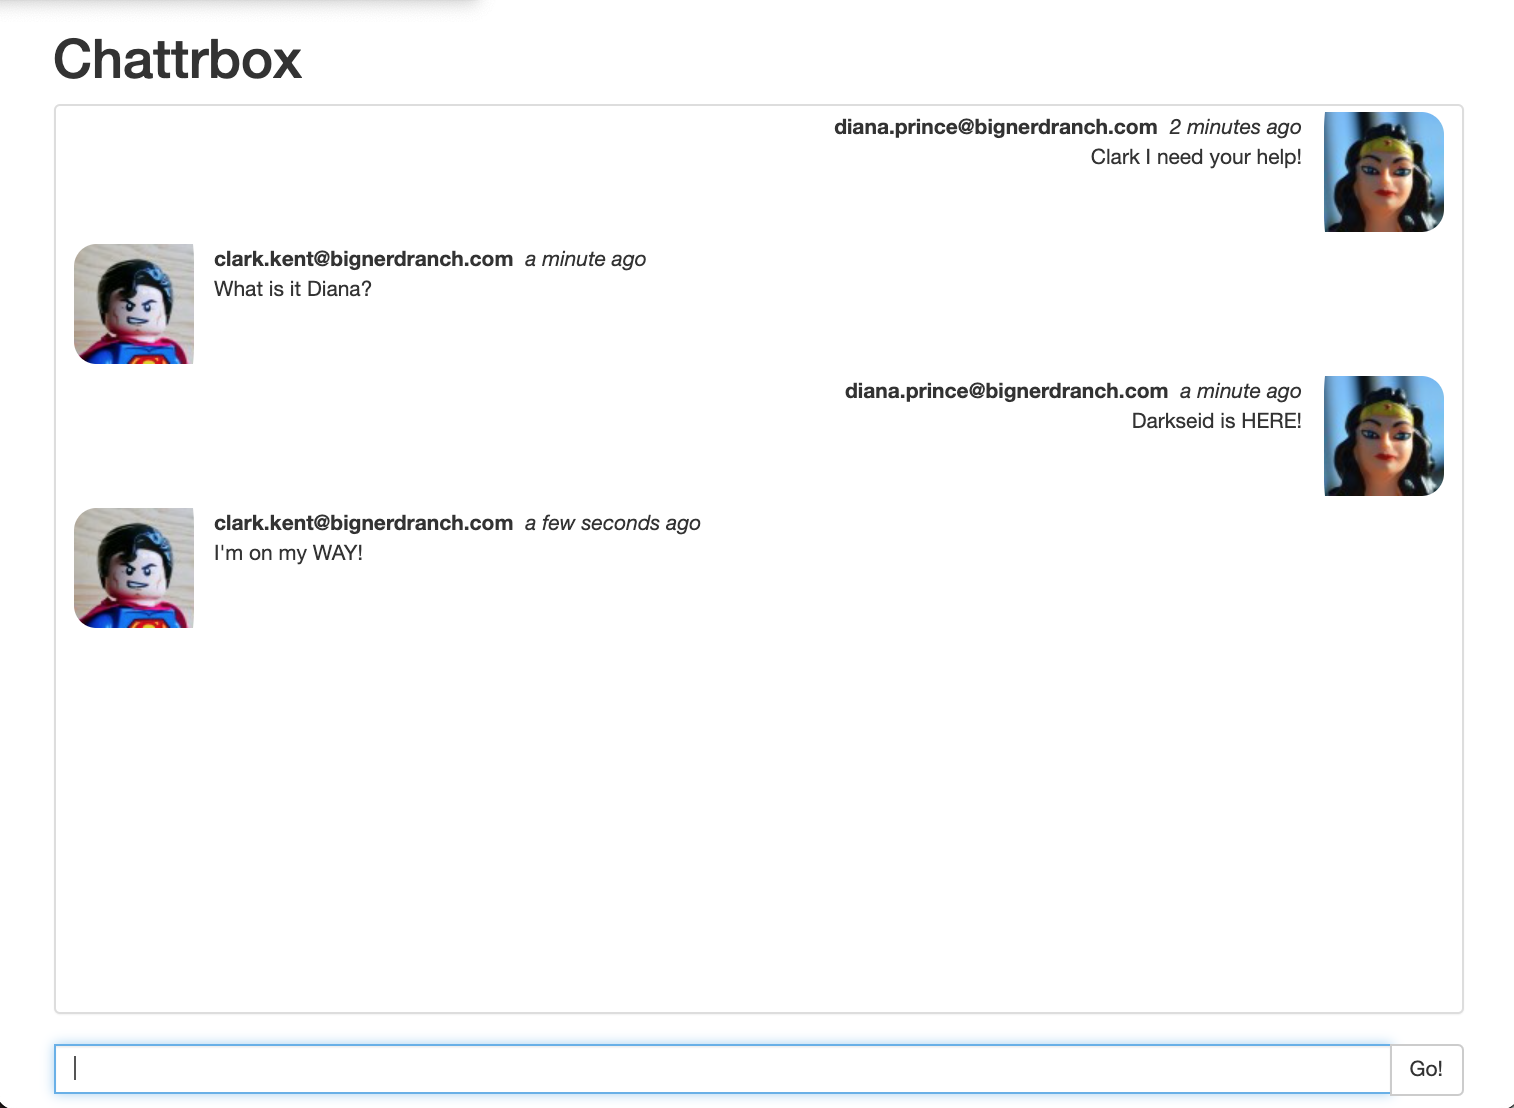 Chattrbox
diana.prince@bignerdranch.com 2 minutes ago
Clark I need your help!
clark.kent@bignerdranch.com a minute ago
What is it Diana?
diana.prince@bignerdranch.com a minute ago
Darkseid is HERE!
clark.kent@bignerdranch.com a few seconds ago
I'm on my WAY!
Go!